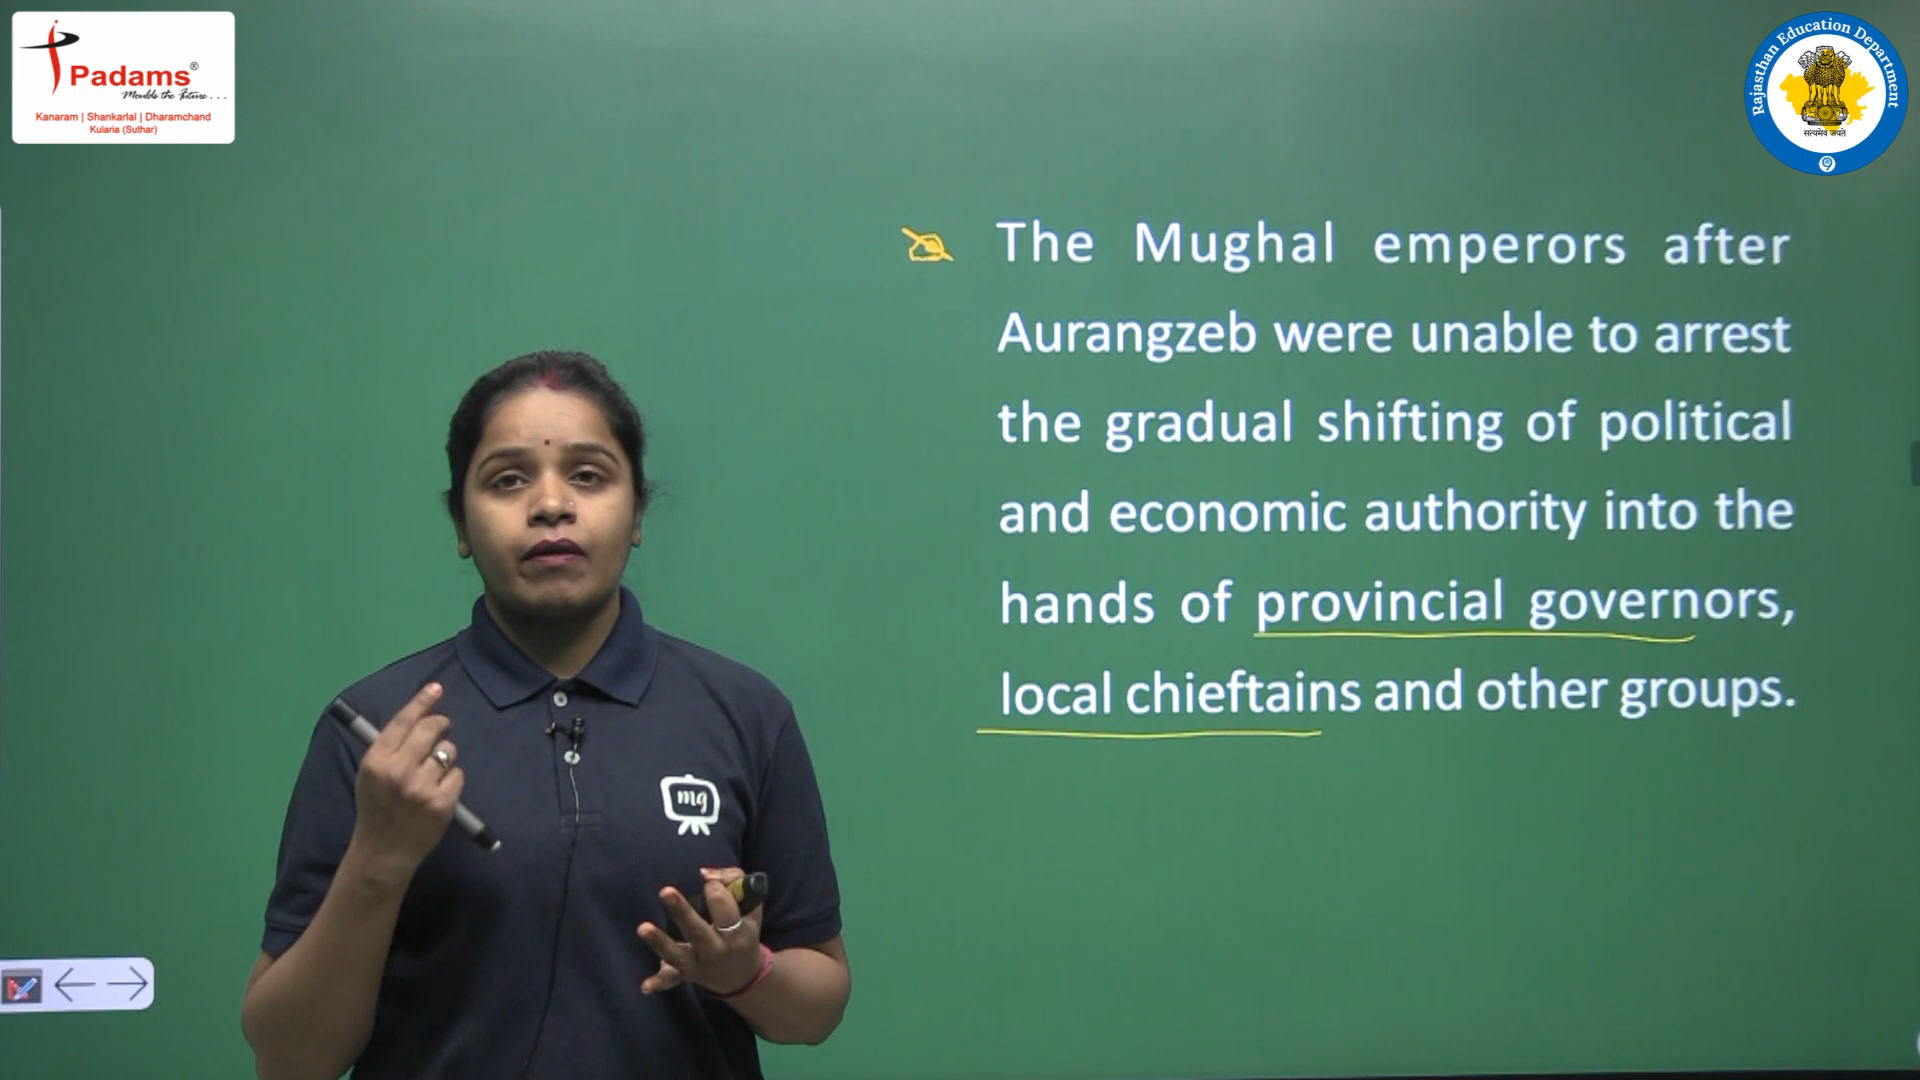 Padams®
Moulds the Future...
Kanaram | Shankarlal | Dharamchand
Kularia (Suthar)
Rajasthan Education Department
सत्यमेव जयते
The Mughal emperors after
Aurangzeb were unable to arrest
the gradual shifting of political
and economic authority into the
hands of provincial governors,
local chieftains and other groups.
mg